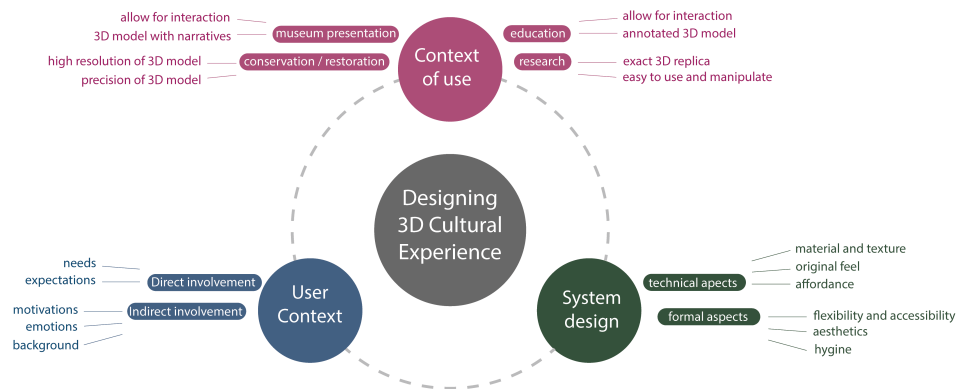 allow for interaction
3D model with narratives
museum presentation
high resolution of 3D model
precision of 3D model
conservation / restoration
Context
of use
education
allow for interaction
annotated 3D model
research
exact 3D replica
easy to use and manipulate
Designing
3D Cultural
Experience
needs
expectations
Direct involvement
motivations
emotions
background
Indirect involvement
User
Context
System
design
technical apects
material and texture
original feel
affordance
formal aspects
flexibility and accessibility
aesthetics
hygine